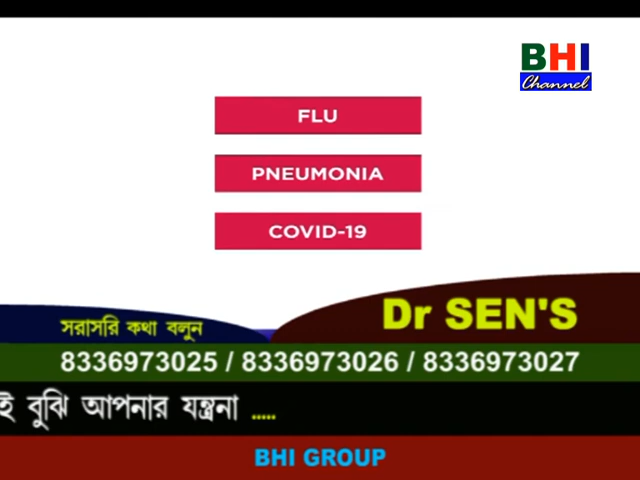 BHI
Channel
FLU
PNEUMONIA
COVID-19
Dr SEN'S
সরাসরি কথা বলুন
8336973025 / 8336973026 / 8336973027
ই বুঝি আপনার যন্ত্রনা .....
BHI GROUP